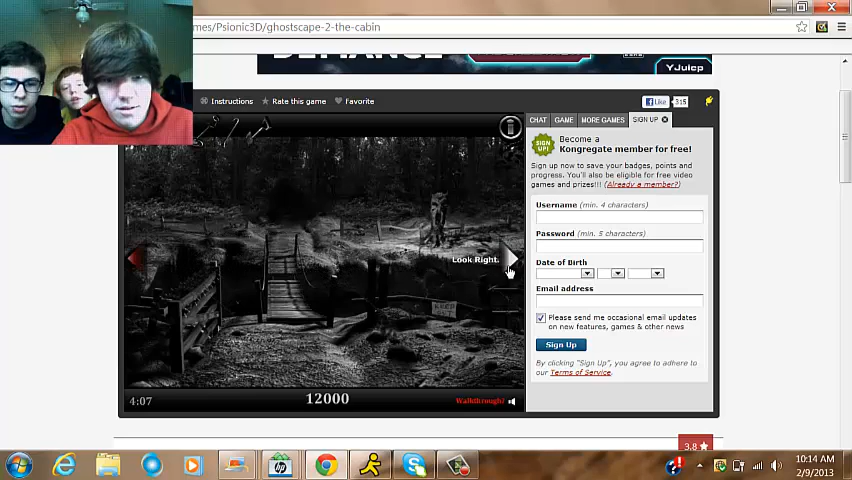 mes/Psionic3D/ghostscape-2-the-cabin
DEFIANCE
YJuiep
Instructions
Rate this game
Favorite
Like
315
CHAT
GAME
MORE GAMES
SIGN UP
SIGN UP!
Become a
Kongregate member for free!
Sign up now to save your badges, points and
progress. You'll also be eligible for free video
games and prizes!!! (Already a member?)
Username (min. 4 characters)
Password (min. 5 characters)
Date of Birth
Email address
Please send me occasional email updates
on new features, games & other news
Sign Up
By clicking "Sign Up", you agree to adhere to
our Terms of Service.
Look Right.
4:07
12000
Walkthrough!
3.8
10:14 AM
2/9/2013